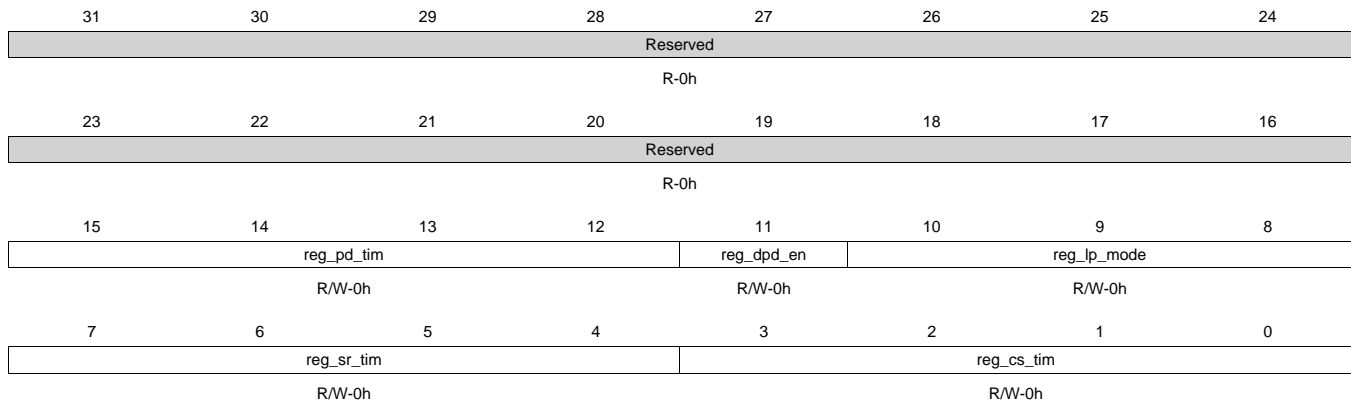 31 30 29 28 27 26 25 24
Reserved
R-0h
23 22 21 20 19 18 17 16
Reserved
R-0h
15 14 13 12 11 10 9 8
reg_pd_tim reg_dpd_en reg_lp_mode
R/W-0h R/W-0h R/W-0h
7 6 5 4 3 2 1 0
reg_sr_tim reg_cs_tim
R/W-0h R/W-0h